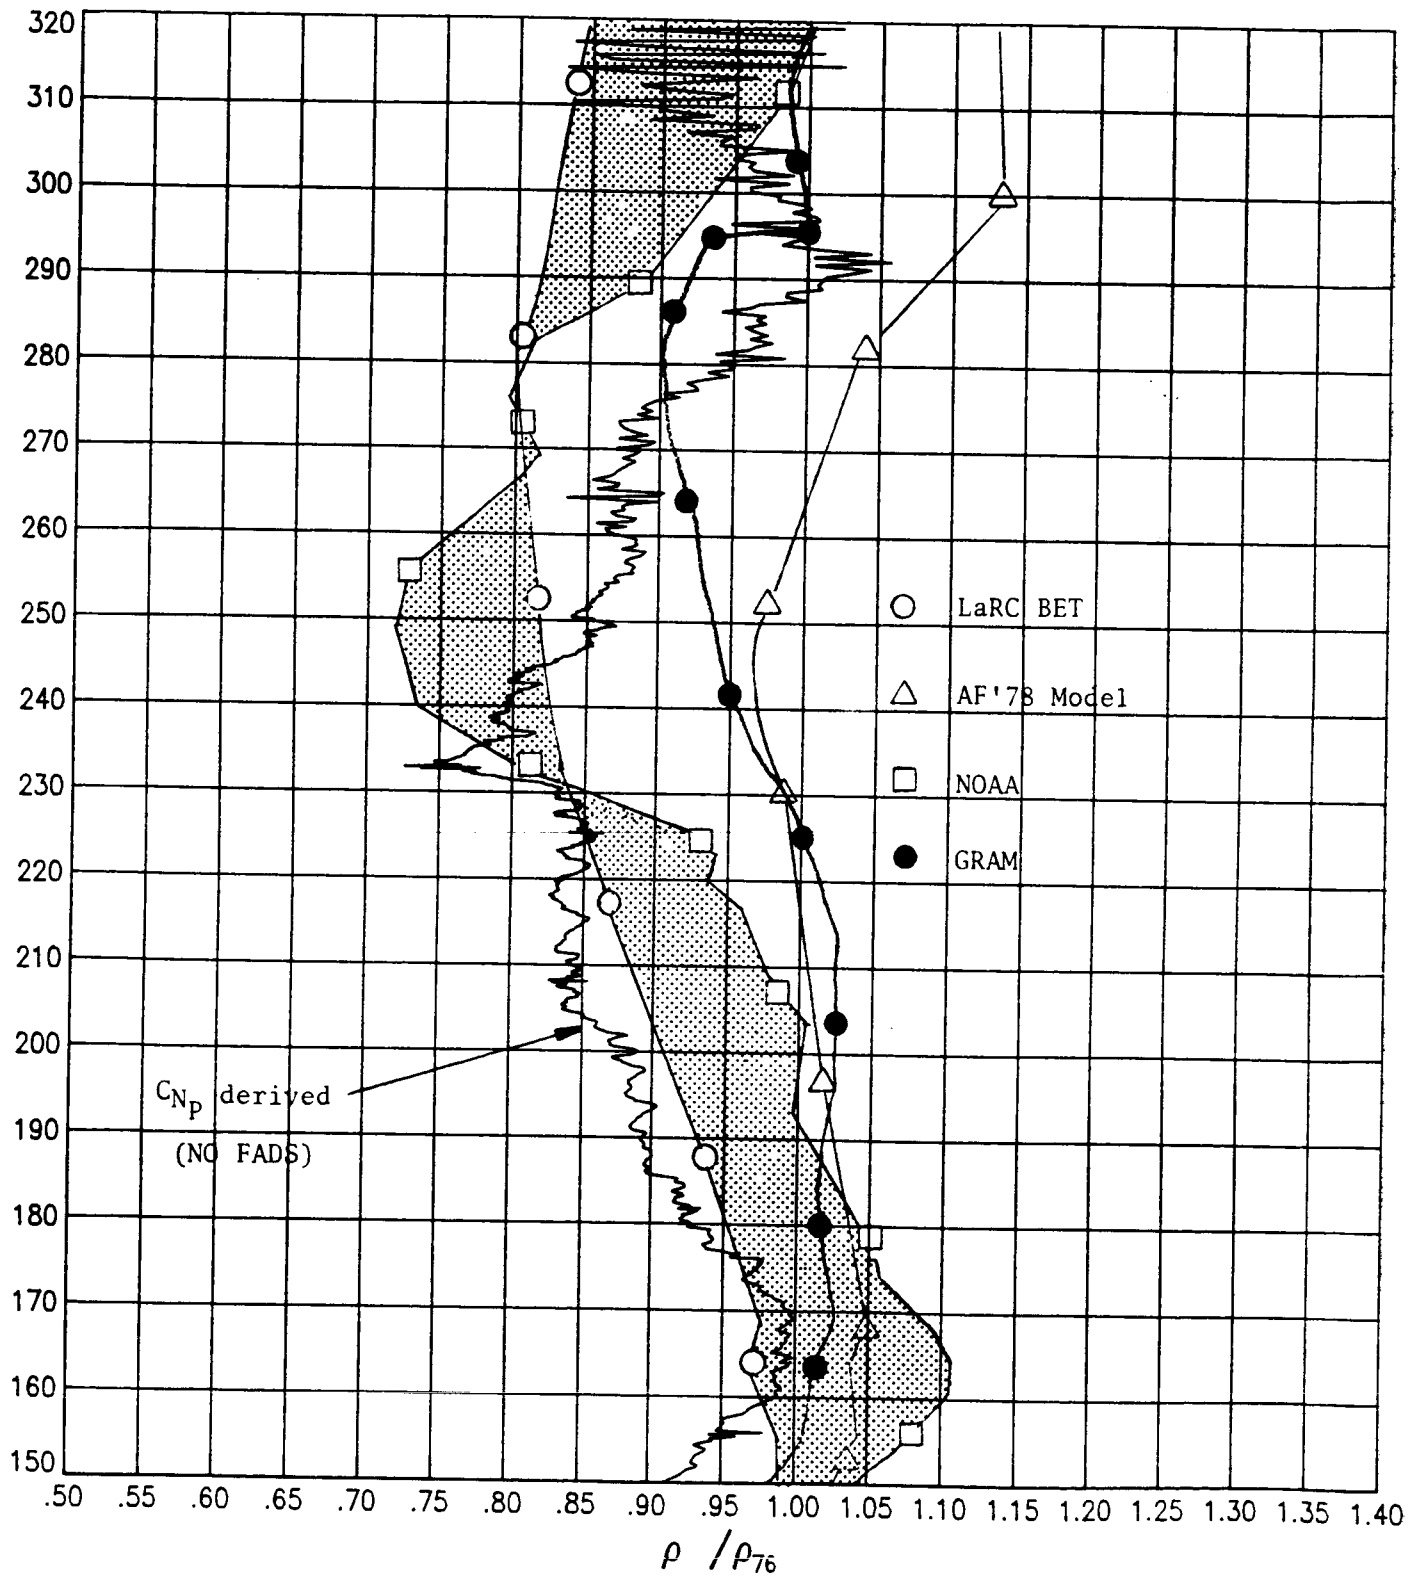 320
310
300
290
280
270
260
250
240
230
220
210
200
190
180
170
160
150
LaRC BET
AF'78 Model
NOAA
GRAM
C_{N_P} derived
(NO FADS)
.50 .55 .60 .70 .75 .80 .85 .90 .95 1.00 1.05 1.10 1.15 1.20 1.25 1.30 1.35 1.40
ρ /ρ76